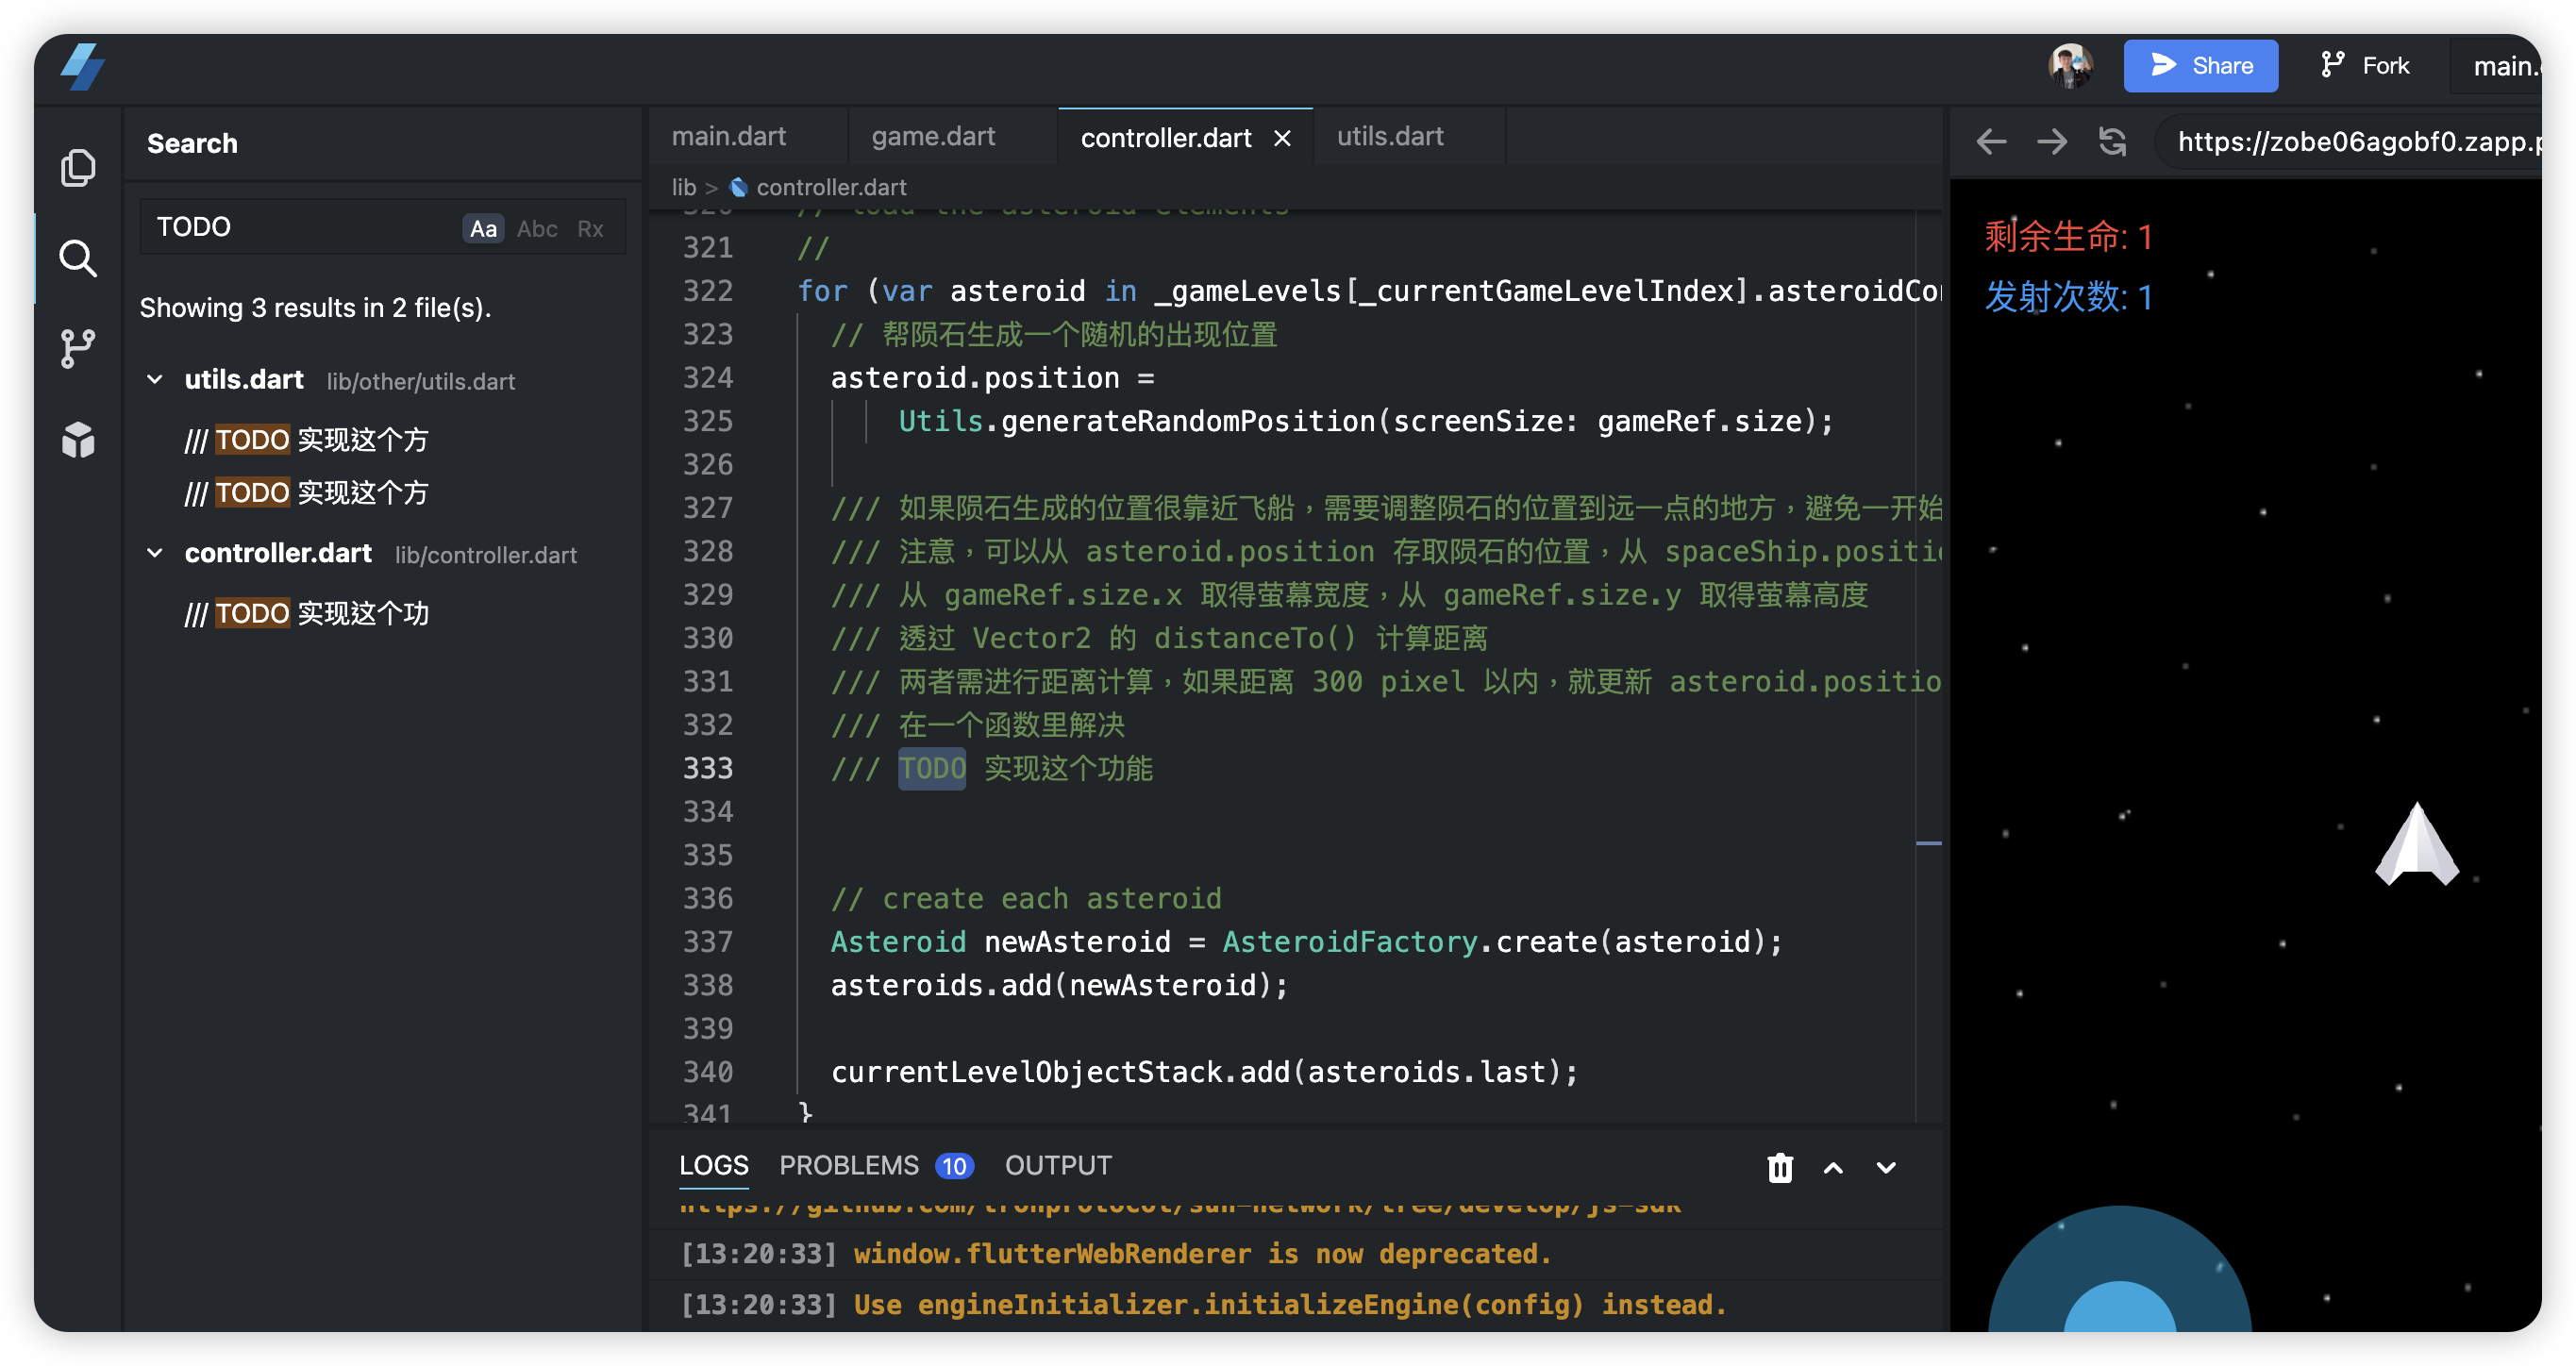 Share
Fork
main.
Search
TODO
Aa Abc Rx
Showing 3 results in 2 file(s).
utils.dart lib/other/utils.dart
/// TODO 实现这个方
/// TODO 实现这个方
controller.dart lib/controller.dart
/// TODO 实现这个功
main.dart
game.dart
controller.dart
utils.dart
lib > controller.dart
320 // load the asteroid elements
321 //
322 for (var asteroid in _gameLevels[_currentGameLevelIndex].asteroidCo
323 // 帮陨石生成一个随机的出现位置
324 asteroid.position =
325 Utils.generateRandomPosition(screenSize: gameRef.size);
326
327 /// 如果陨石生成的位置很靠近飞船，需要调整陨石的位置到远一点的地方，避免一开始
328 /// 注意，可以从 asteroid.position 存取陨石的位置，从 spaceShip.positi
329 /// 从 gameRef.size.x 取得萤幕宽度，从 gameRef.size.y 取得萤幕高度
330 /// 透过 Vector2 的 distanceTo() 计算距离
331 /// 两者需进行距离计算，如果距离 300 pixel 以内，就更新 asteroid.positio
332 /// 在一个函数里解决
333 /// TODO 实现这个功能
334
335
336 // create each asteroid
337 Asteroid newAsteroid = AsteroidFactory.create(asteroid);
338 asteroids.add(newAsteroid);
339
340 currentLevelObjectStack.add(asteroids.last);
341 }
LOGS PROBLEMS 10 OUTPUT
https://github.com/tronprotocol/sun-network/tree/develop/js-sdk
[13:20:33] window.flutterWebRenderer is now deprecated.
[13:20:33] Use engineInitializer.initializeEngine(config) instead.
https://zobe06agobf0.zapp.
剩余生命: 1
发射次数: 1